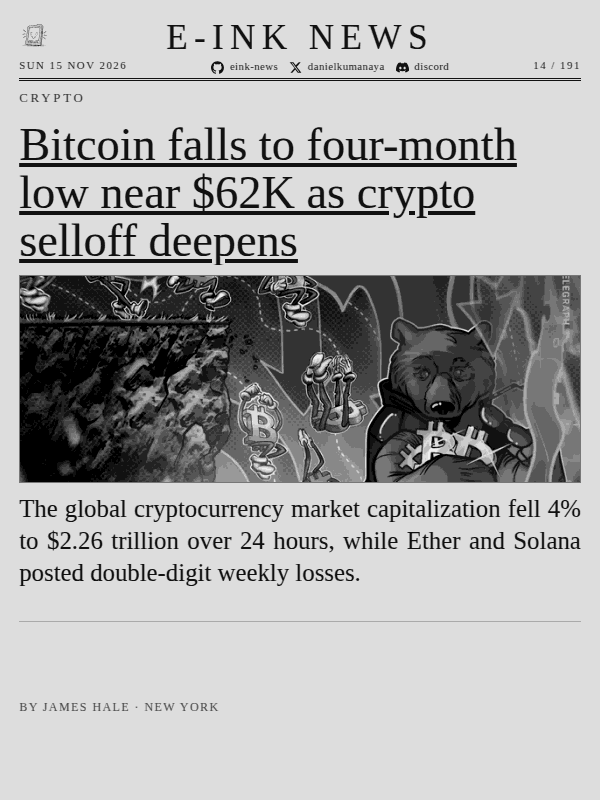 E-INK NEWS
SUN 15 NOV 2026
eink-news danielkumanaya discord
14 / 191
CRYPTO
Bitcoin falls to four-month
low near $62K as crypto
selloff deepens
The global cryptocurrency market capitalization fell 4%
to $2.26 trillion over 24 hours, while Ether and Solana
posted double-digit weekly losses.
BY JAMES HALE · NEW YORK